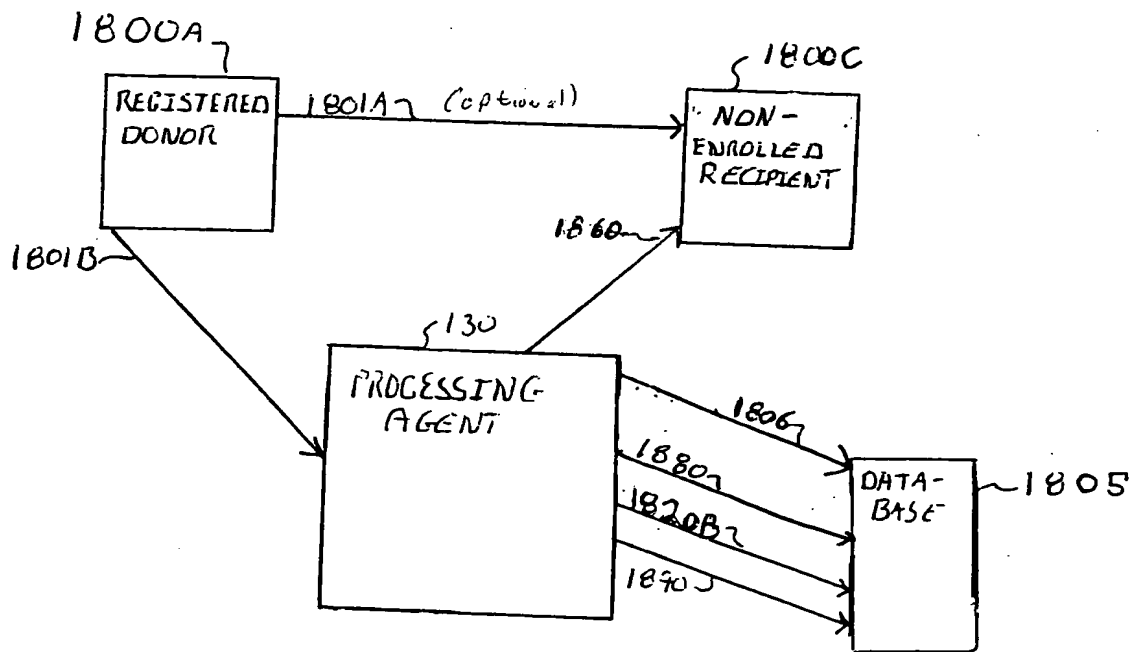 1800A
REGISTERED
DONOR
1801A
(optional)
1800C
NON-
ENROLLED
RECIPIENT
1801B
1860
130
PROCESSING
AGENT
1806
1880
1820B
1890
DATA-
BASE
1805